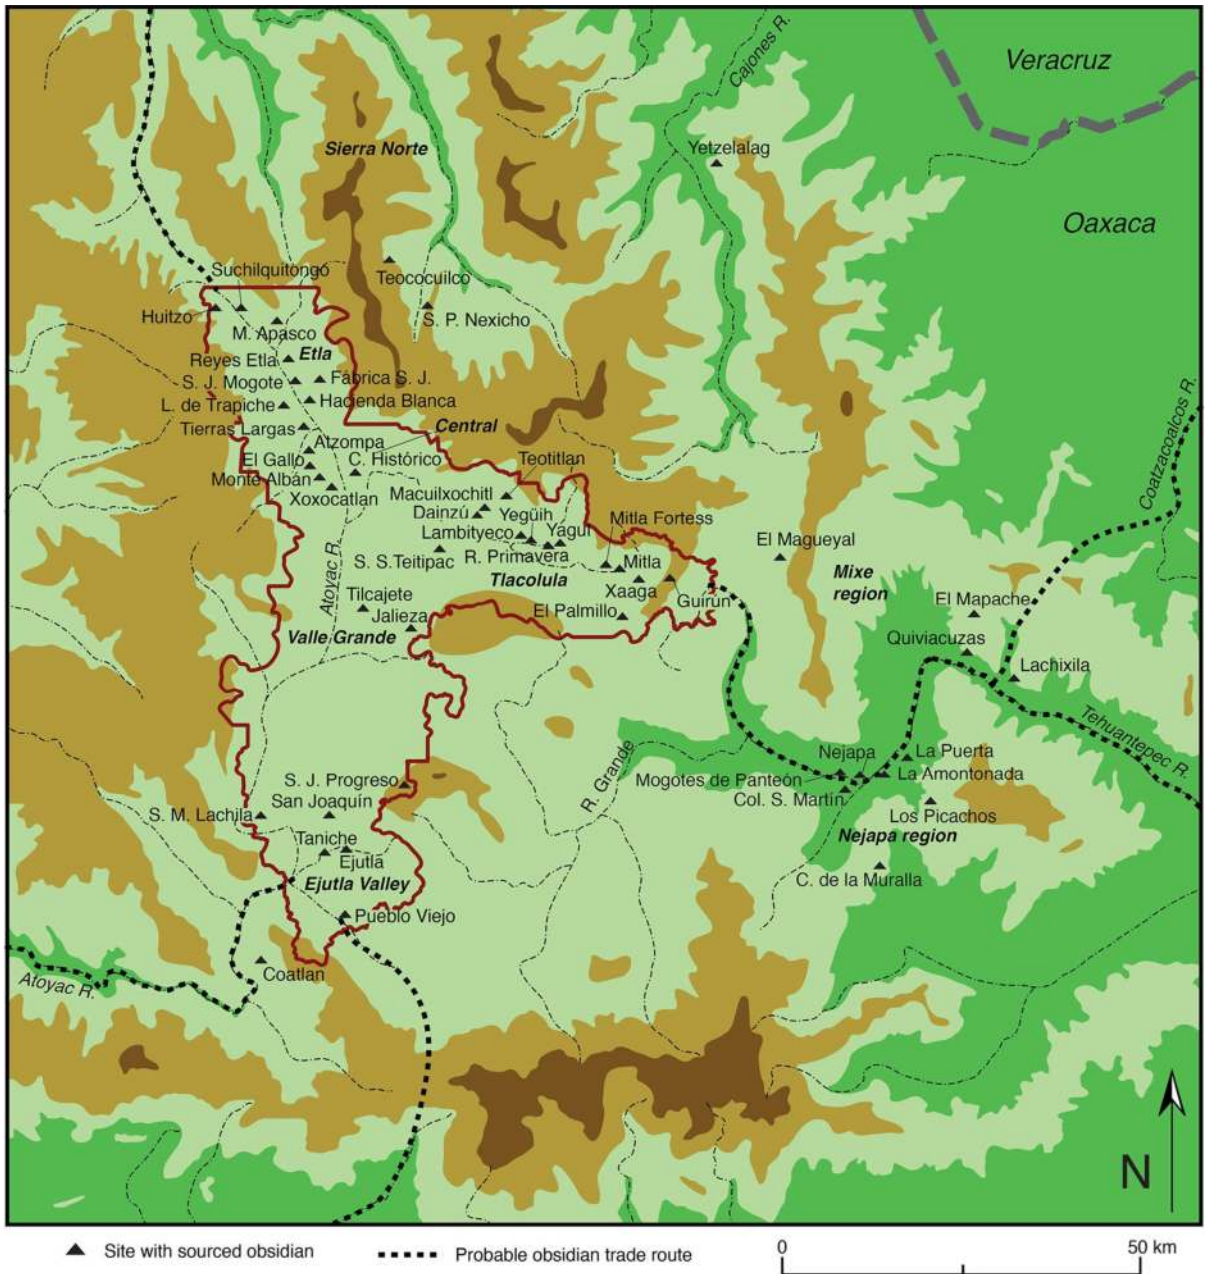 Veracruz
Cajones R.
Sierra Norte
Yetzelalag
Oaxaca
Suchilquitongo
Teococuilco
Huitzo
S. P. Nexicho
M. Apasco
Etla
Reyes Etla
Fábrica S. J.
S. J. Mogote
Hacienda Blanca
L. de Trapiche
Coatzacoalcos R.
Central
Tierras Largas
Atzompa
El Gallo
C. Histórico
Teotitlan
Monte Albán
Xoxocatlan
Macuilxochitl
Dainzú
Yegüih
Mitla Fortess
Lambityeco
Yagul
Atoyac R.
S. S.Teitipac
R. Primavera
Mitla
El Magueyal
Tlacolula
Mixe
region
Xaaga
Guirún
Tilcajete
Jalieza
El Palmillo
El Mapache
Valle Grande
Quiviacuzas
Lachixila
Tehuantepec R.
R. Grande
Nejapa
La Puerta
Mogotes de Panteón
La Amontonada
S. J. Progreso
Col. S. Martín
San Joaquín
S. M. Lachila
Los Picachos
Nejapa region
Taniche
Ejutla
C. de la Muralla
Ejutla Valley
Pueblo Viejo
Coatlan
Atoyac R.
N
Site with sourced obsidian
Probable obsidian trade route
0
50 km